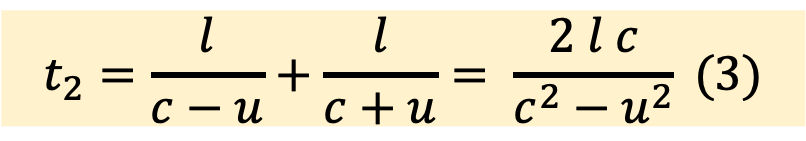 t₂ = l/(c − u) + l/(c + u) = 2 l c/(c² − u²) (3)